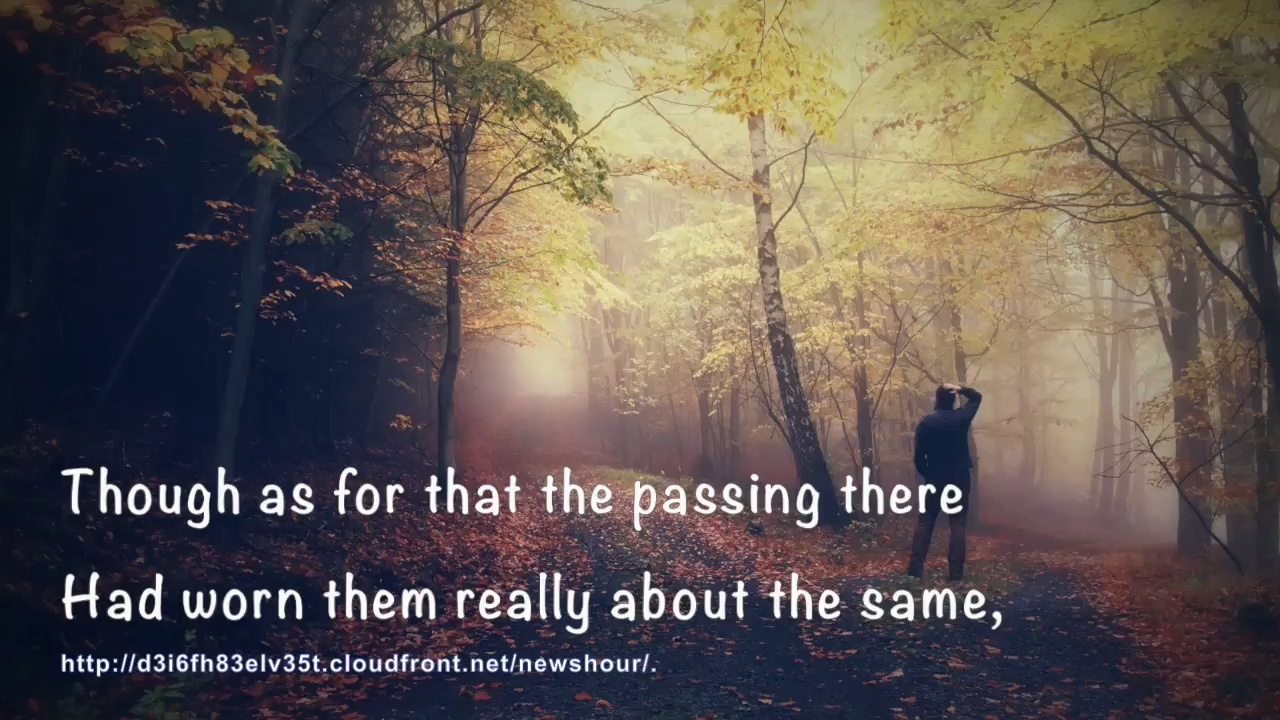 Though as for that the passing there
Had worn them really about the same,
http://d3i6fh83elv35t.cloudfront.net/newshour/.